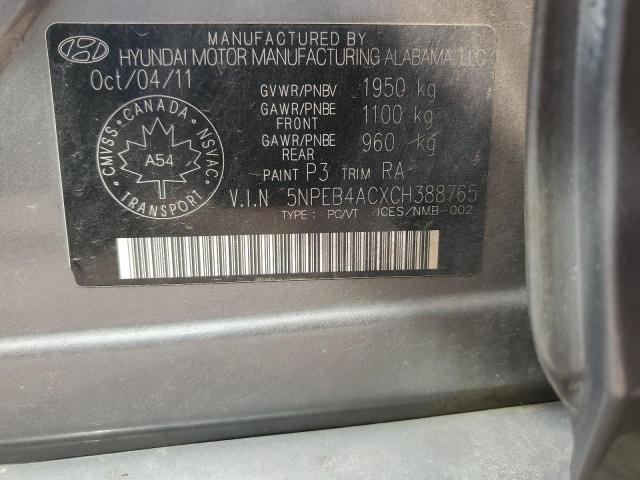 MANUFACTURED BY
HYUNDAI MOTOR MANUFACTURING ALABAMA, LLC
Oct/04/11
GVWR/PNBV 1950 kg
GAWR/PNBE FRONT 1100 kg
GAWR/PNBE REAR 960 kg
CANADA
CMVSS NSVAC
A54
TRANSPORT
PAINT P3 TRIM RA
V.I.N 5NPEB4ACXCH388765
TYPE : PC/VT ICES/NMB-002